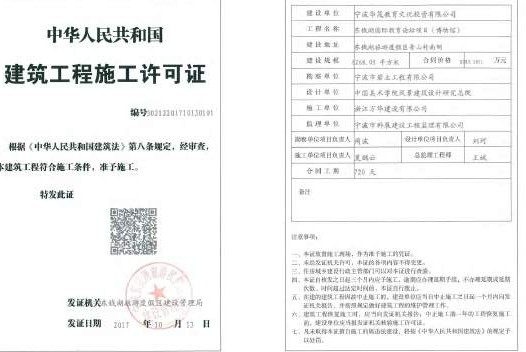 中华人民共和国
建筑工程施工许可证
编号
根据《中华人民共和国建筑法》第八条规定，经审查，
本建筑工程符合施工条件，准予施工。
特发此证
发证机关 东钱湖旅游度假区建设管理局
发证日期 2017 年 10 月 13 日
建设单位 宁波华茂教育文化投资有限公司
工程名称 东钱湖国际教育论坛项目（博物馆）
建设地址 东钱湖旅游度假区青山村南侧
建设规模 平方米 合同价格 万元
勘察单位 宁波市岩土工程有限公司
设计单位 中国美术学院风景建筑设计研究总院
施工单位 浙江万华建设有限公司
监理单位 宁波市科展建设工程监理有限公司
勘察单位项目负责人 周波 设计单位项目负责人 刘珂
施工单位项目负责人 总监理工程师 王斌
合同工期 720 天
备注：
注意事项：
一、本证放置施工现场，作为准予施工的凭证。
二、未经发证机关许可，本证的各项内容不得变更。
三、住房城乡建设行政主管部门可以对本证进行查验。
四、本证自核发之日起三个月内应予施工，逾期应办理延期手续，不办理延期或延期
次数、时间超过法定时间的，本证自行废止。
五、在建的建筑工程因故中止施工的，建设单位应当自中止施工之日起一个月内向发
证机关报告，并按照规定做好建筑工程的维护管理工作。
六、建筑工程恢复施工时，应当向发证机关报告；中止施工满一年的工程恢复施工
前，建设单位应当报发证机关核验施工许可证。
七、凡未取得本证擅自施工的属违法建设，将按《中华人民共和国建筑法》的规定予
以处罚。